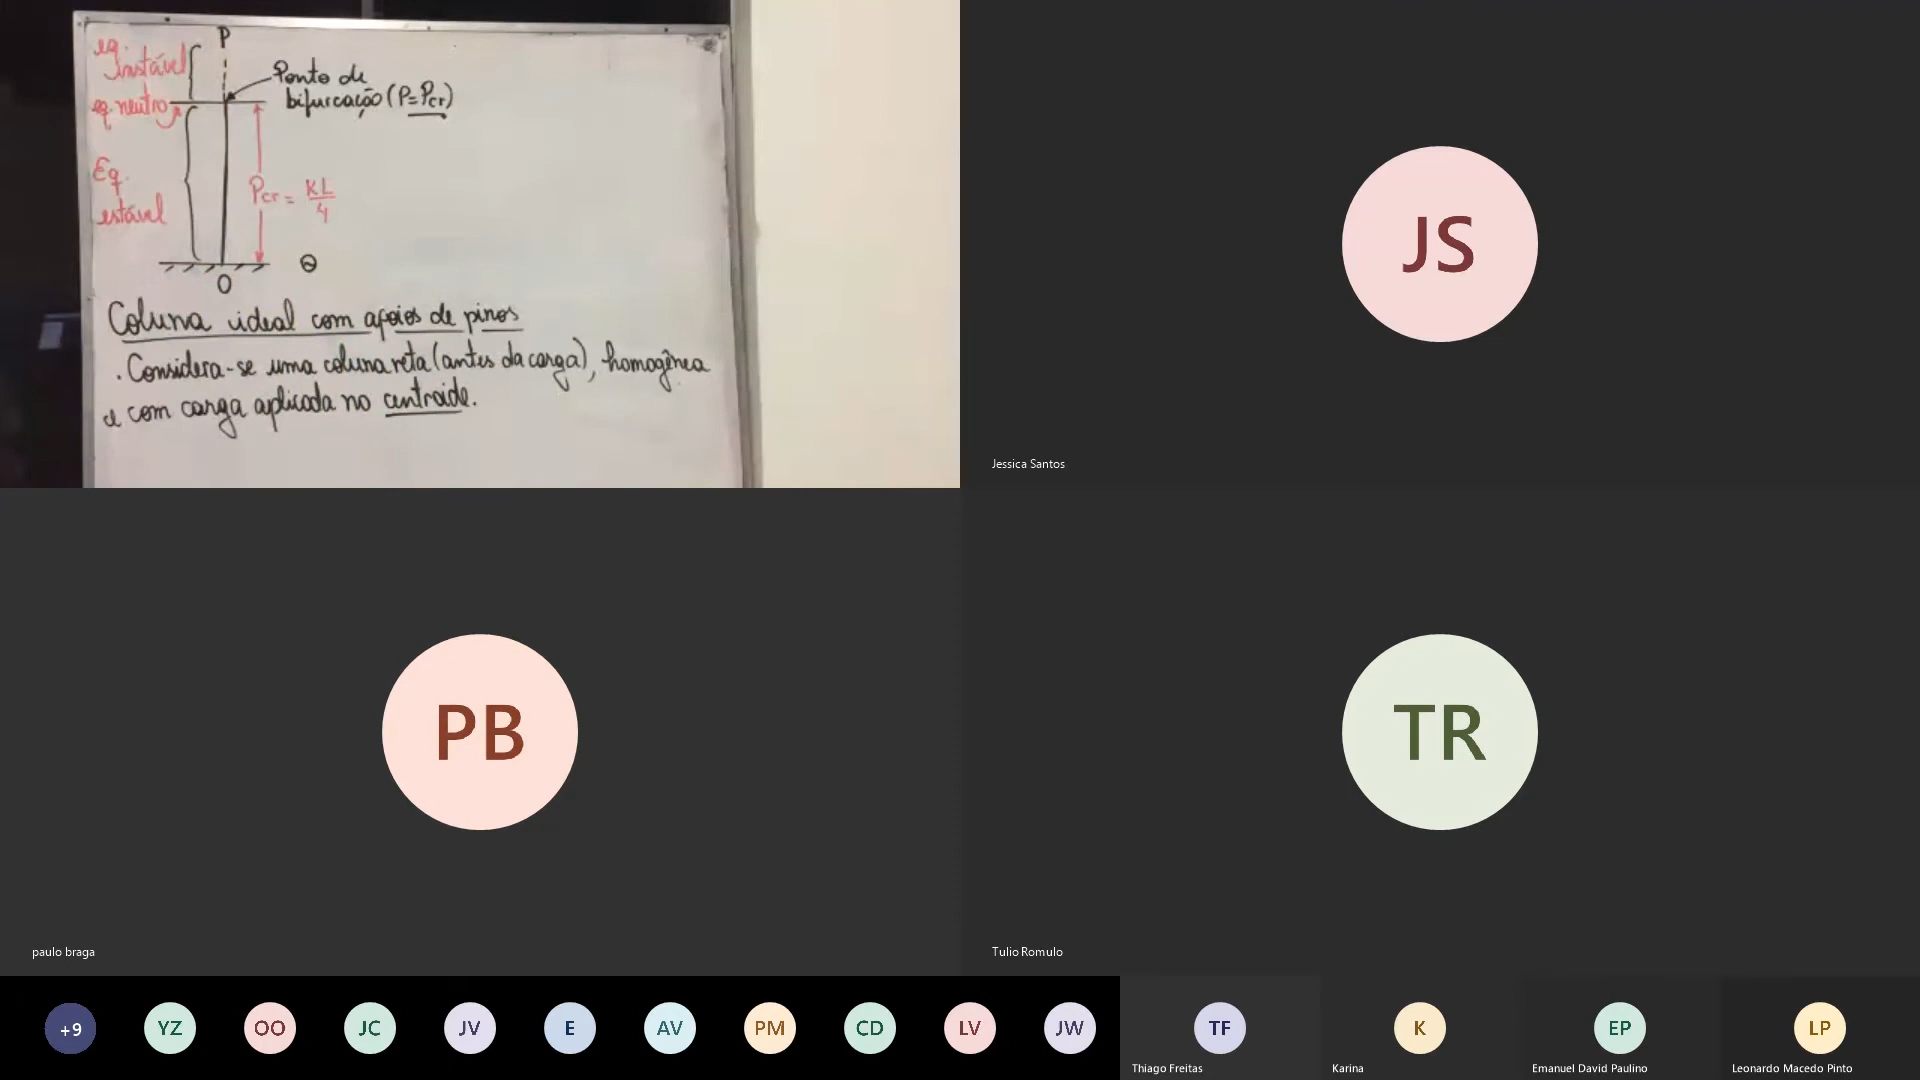 P
eq.
instável
Ponto de
bifurcação (P=Pcr)
eq. neutro
Eq.
estável
Pcr = KL/4
Θ
O
Coluna ideal com apoios de pinos
. Considera-se uma coluna reta (antes da carga), homogênea
e com carga aplicada no centroide.
JS
Jessica Santos
PB
paulo braga
TR
Tulio Romulo
+9
YZ
OO
JC
JV
E
AV
PM
CD
LV
JW
TF
Thiago Freitas
K
Karina
EP
Emanuel David Paulino
LP
Leonardo Macedo Pinto